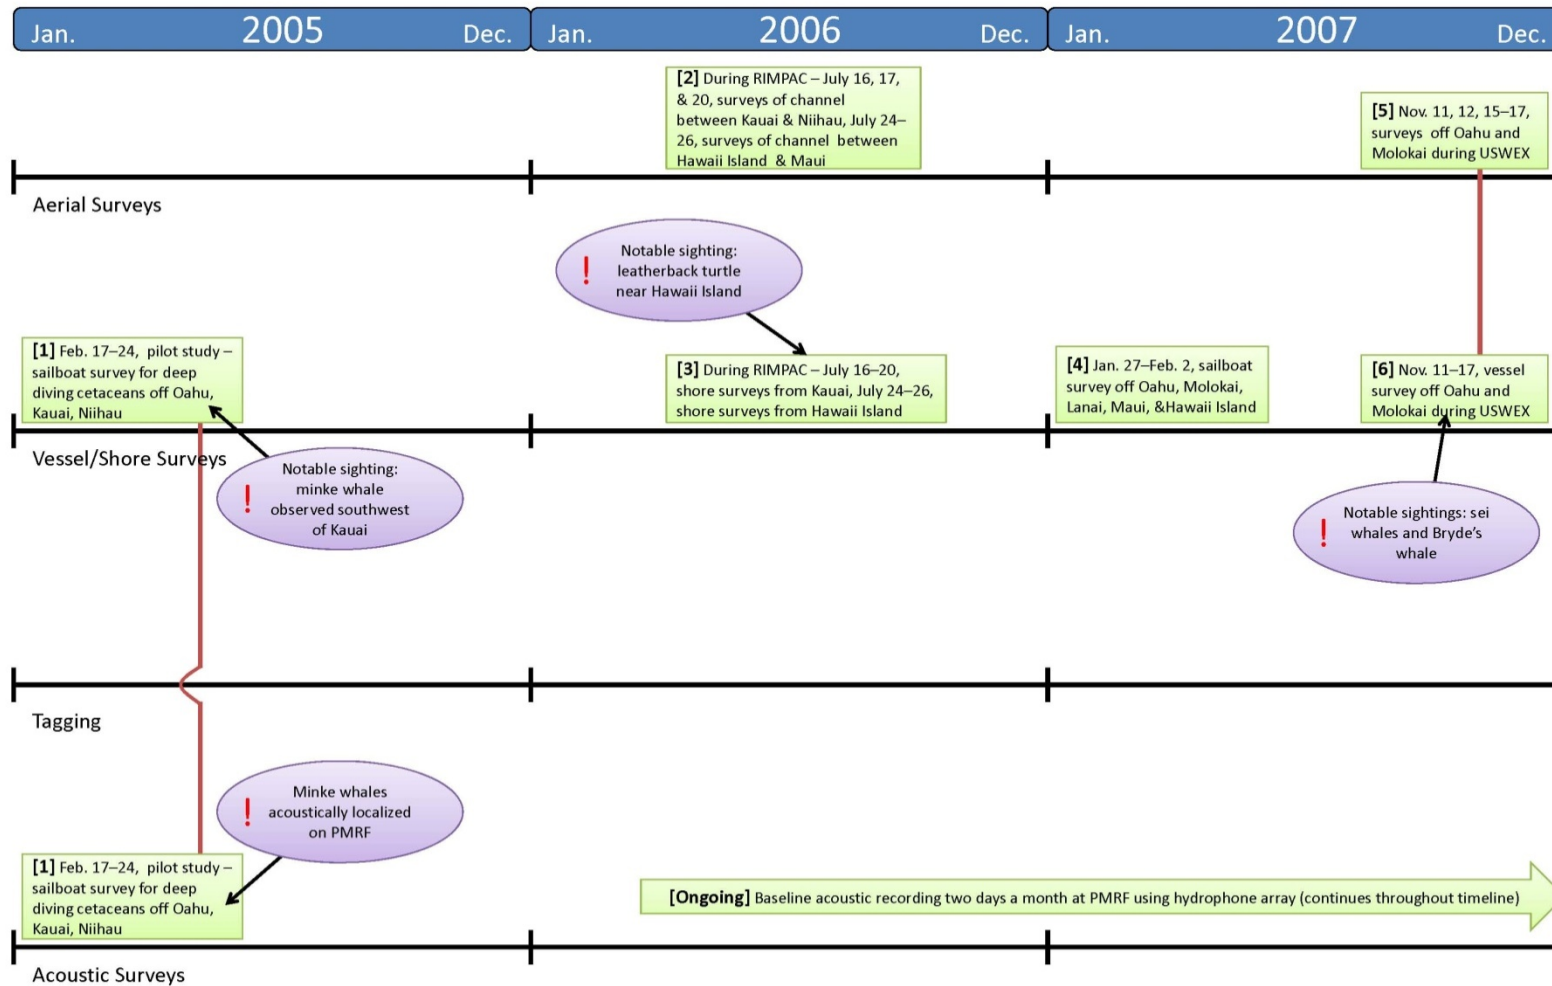 Jan. 2005 Dec. Jan. 2006 Dec. Jan. 2007 Dec.
[2] During RIMPAC – July 16, 17,
& 20, surveys of channel
between Kauai & Niihau, July 24–
26, surveys of channel between
Hawaii Island & Maui
[5] Nov. 11, 12, 15–17,
surveys off Oahu and
Molokai during USWEX
Aerial Surveys
! Notable sighting:
leatherback turtle
near Hawaii Island
[1] Feb. 17–24, pilot study –
sailboat survey for deep
diving cetaceans off Oahu,
Kauai, Niihau
[3] During RIMPAC – July 16–20,
shore surveys from Kauai, July 24–26,
shore surveys from Hawaii Island
[4] Jan. 27–Feb. 2, sailboat
survey off Oahu, Molokai,
Lanai, Maui, &Hawaii Island
[6] Nov. 11–17, vessel
survey off Oahu and
Molokai during USWEX
Vessel/Shore Surveys
! Notable sighting:
minke whale
observed southwest
of Kauai
! Notable sightings: sei
whales and Bryde's
whale
Tagging
! Minke whales
acoustically localized
on PMRF
[1] Feb. 17–24, pilot study –
sailboat survey for deep
diving cetaceans off Oahu,
Kauai, Niihau
[Ongoing] Baseline acoustic recording two days a month at PMRF using hydrophone array (continues throughout timeline)
Acoustic Surveys